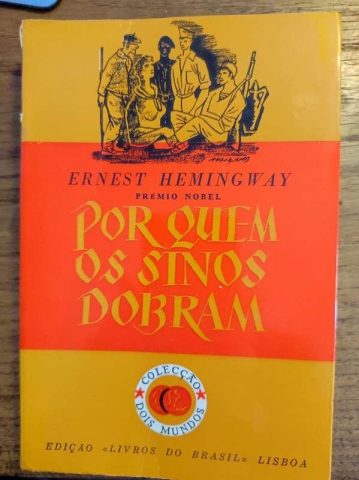 ERNEST HEMINGWAY
PREMIO NOBEL
POR QUEM
OS SINOS
DOBRAM
COLECÇÃO
DOIS MUNDOS
EDIÇÃO «LIVROS DO BRASIL» LISBOA